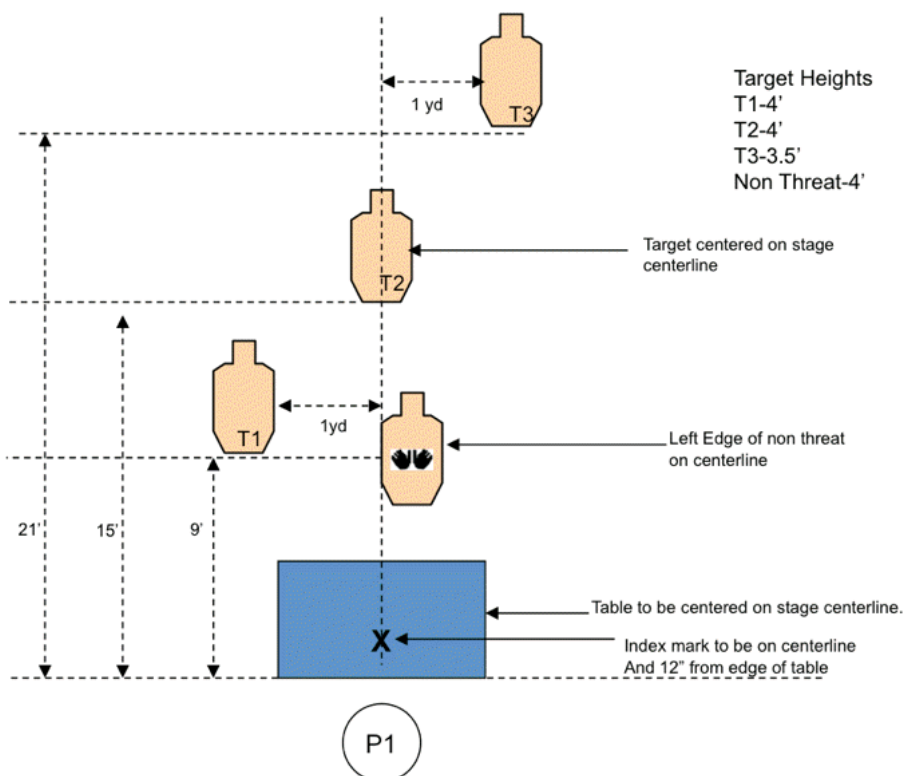 T3
1 yd
Target Heights
T1-4’
T2-4’
T3-3.5’
Non Threat-4’
T2
Target centered on stage
centerline
T1
1yd
Left Edge of non threat
on centerline
21’
15’
9’
Table to be centered on stage centerline.
X
Index mark to be on centerline
And 12” from edge of table
P1